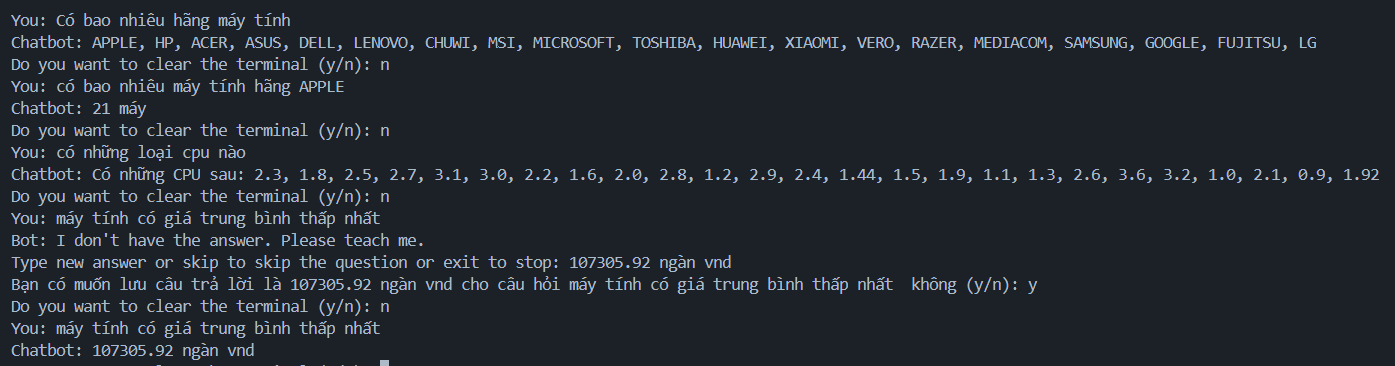 You: Có bao nhiêu hãng máy tính
Chatbot: APPLE, HP, ACER, ASUS, DELL, LENOVO, CHUWI, MSI, MICROSOFT, TOSHIBA, HUAWEI, XIAOMI, VERO, RAZER, MEDIACOM, SAMSUNG, GOOGLE, FUJITSU, LG
Do you want to clear the terminal (y/n): n
You: có bao nhiêu máy tính hãng APPLE
Chatbot: 21 máy
Do you want to clear the terminal (y/n): n
You: có những loại cpu nào
Chatbot: Có những CPU sau: 2.3, 1.8, 2.5, 2.7, 3.1, 3.0, 2.2, 1.6, 2.0, 2.8, 1.2, 2.9, 2.4, 1.44, 1.5, 1.9, 1.1, 1.3, 2.6, 3.6, 3.2, 1.0, 2.1, 0.9, 1.92
Do you want to clear the terminal (y/n): n
You: máy tính có giá trung bình thấp nhất
Bot: I don't have the answer. Please teach me.
Type new answer or skip to skip the question or exit to stop: 107305.92 ngàn vnd
Bạn có muốn lưu câu trả lời là 107305.92 ngàn vnd cho câu hỏi máy tính có giá trung bình thấp nhất  không (y/n): y
Do you want to clear the terminal (y/n): n
You: máy tính có giá trung bình thấp nhất
Chatbot: 107305.92 ngàn vnd